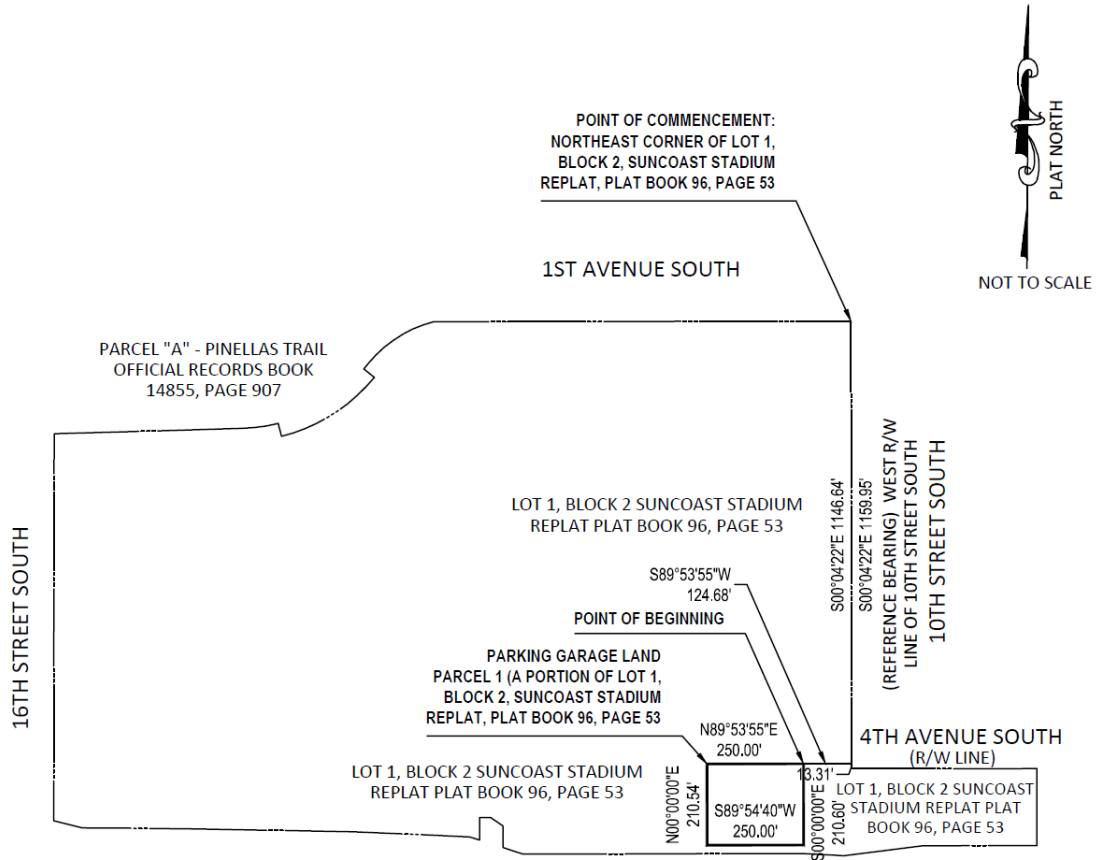 POINT OF COMMENCEMENT:
NORTHEAST CORNER OF LOT 1,
BLOCK 2, SUNCOAST STADIUM
REPLAT, PLAT BOOK 96, PAGE 53
PLAT NORTH
NOT TO SCALE
1ST AVENUE SOUTH
PARCEL "A" - PINELLAS TRAIL
OFFICIAL RECORDS BOOK
14855, PAGE 907
16TH STREET SOUTH
LOT 1, BLOCK 2 SUNCOAST STADIUM
REPLAT PLAT BOOK 96, PAGE 53
S00°04'22"E 1146.64'
S00°04'22"E 1159.95'
(REFERENCE BEARING) WEST R/W
LINE OF 10TH STREET SOUTH
10TH STREET SOUTH
S89°53'55"W
124.68'
POINT OF BEGINNING
PARKING GARAGE LAND
PARCEL 1 (A PORTION OF LOT 1,
BLOCK 2, SUNCOAST STADIUM
REPLAT, PLAT BOOK 96, PAGE 53
N89°53'55"E
250.00'
4TH AVENUE SOUTH
(R/W LINE)
LOT 1, BLOCK 2 SUNCOAST STADIUM
REPLAT PLAT BOOK 96, PAGE 53
N00°00'00"E
210.54'
S89°54'40"W
250.00'
13.31'
S00°00'00"E
210.60'
LOT 1, BLOCK 2 SUNCOAST
STADIUM REPLAT PLAT
BOOK 96, PAGE 53